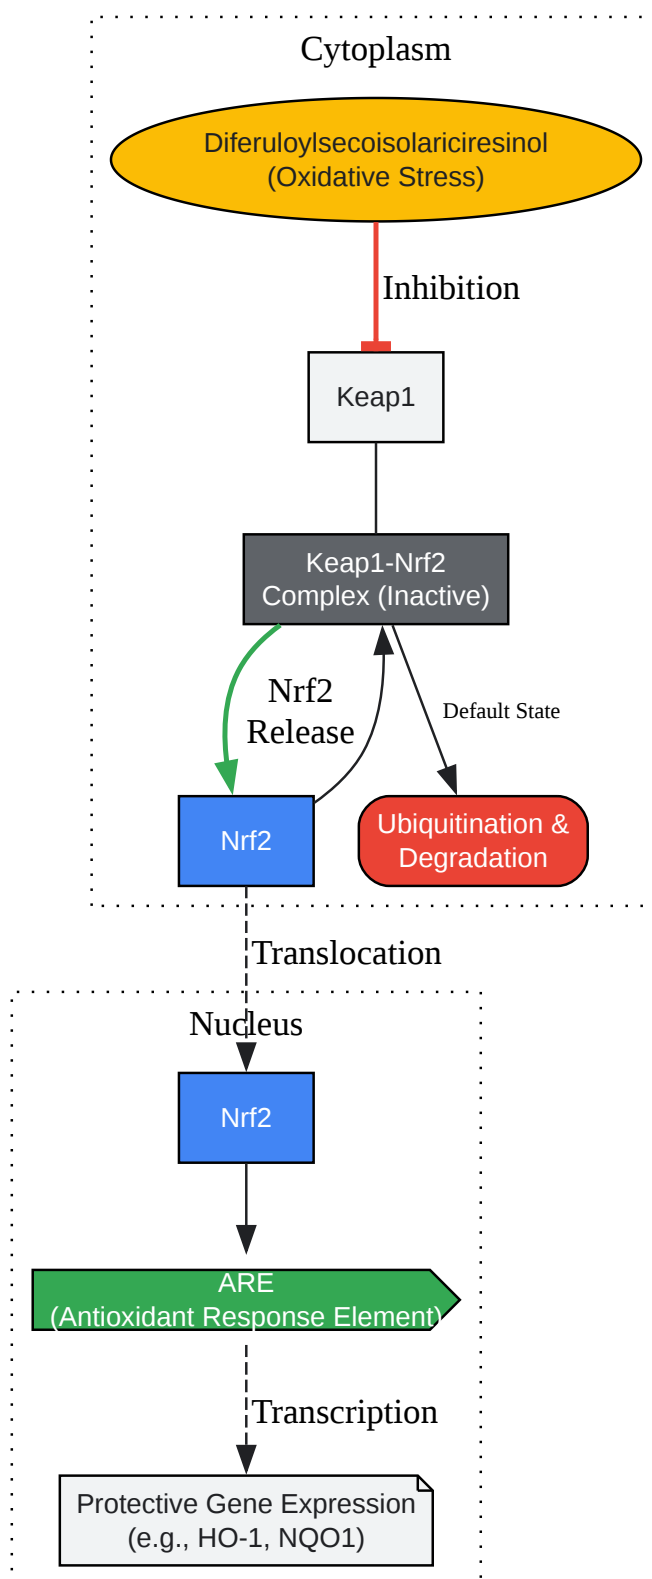 Cytoplasm
Diferuloylsecoisolariciresinol
(Oxidative Stress)
Inhibition
Keap1
Keap1-Nrf2
Complex (Inactive)
Nrf2
Release
Default State
Nrf2
Ubiquitination &
Degradation
Translocation
Nucleus
Nrf2
ARE
(Antioxidant Response Element)
Transcription
Protective Gene Expression
(e.g., HO-1, NQO1)